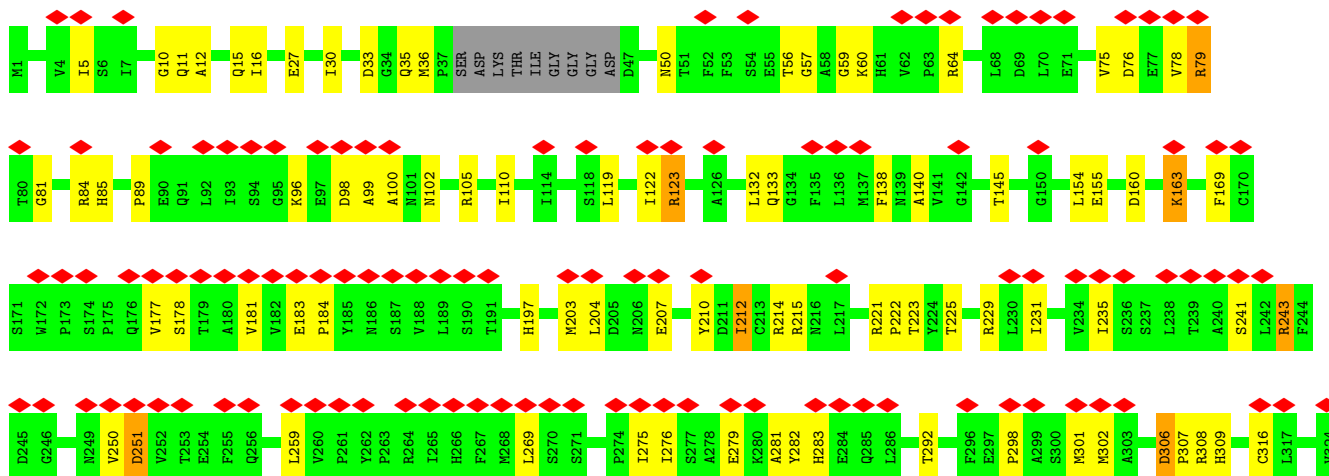 M1 V4 I5 S6 I7 G10 Q11 A12 Q15 I16 E27 I30 D33 G34 Q35 M36 P37 SER ASP LYS THR ILE GLY GLY GLY ASP D47 N50 T51 F52 F53 S54 E55 T56 G57 A58 G59 K60 H61 V62 P63 R64 L68 D69 L70 E71 V75 D76 E77 V78 R79
T80 G81 R84 H85 P89 E90 Q91 L92 I93 S94 G95 K96 E97 D98 A99 A100 N101 N102 R105 I110 I114 S118 L119 I122 R123 A126 L132 Q133 G134 F135 L136 M137 F138 N139 A140 V141 G142 T145 G150 L154 E155 D160 K163 F169 C170
S171 W172 P173 S174 P175 Q176 V177 S178 T179 A180 V181 V182 E183 P184 Y185 N186 S187 V188 L189 S190 T191 H197 M203 L204 D205 N206 E207 Y210 D211 I212 C213 R214 R215 N216 L217 R221 P222 T223 Y224 T225 R229 L230 I231 V234 I235 S236 S237 L238 T239 A240 S241 L242 R243 F244
D245 G246 N249 V250 D251 V252 T253 E254 F255 Q256 L259 V260 P261 Y262 P263 R264 I265 H266 F267 M268 L269 S270 S271 P274 I275 I276 S277 A278 E279 K280 A281 Y282 H283 E284 Q285 L286 T292 F296 E297 P298 A299 S300 M301 M302 A303 D306 P307 R308 H309 C316 L317